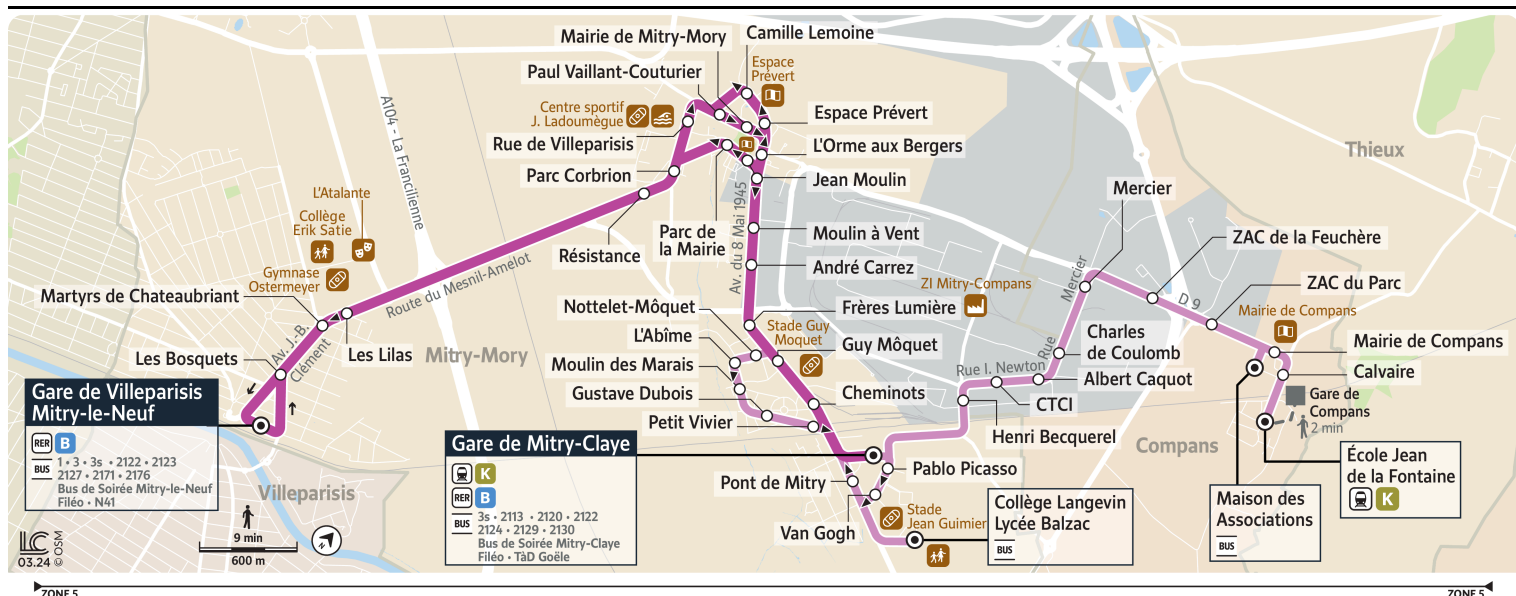 Mairie de Mitry-Mory
Camille Lemoine
Paul Vaillant-Couturier
Espace
Prévert
Centre sportif
J. Ladoumègue
Espace Prévert
Rue de Villeparisis
L'Orme aux Bergers
Parc Corbrion
Jean Moulin
A104 - La Francilienne
Thieux
L'Atalante
Collège
Erik Satie
Gymnase
Ostermeyer
Parc de
la Mairie
Av. du 8 Mai 1945
Résistance
Moulin à Vent
André Carrez
Mercier
ZAC de la Feuchère
Route du Mesnil-Amelot
Martyrs de Chateaubriant
ZI Mitry-Compans
Rue Mercier
D 9
ZAC du Parc
Nottelet-Môquet
Frères Lumière
Mairie de Compans
L'Abîme
Stade Guy
Moquet
Guy Môquet
Charles
de Coulomb
Mairie de Compans
Av. J.-B.
Clément
Les Lilas
Les Bosquets
Mitry-Mory
Moulin des Marais
Rue I. Newton
Albert Caquot
Calvaire
Gare de Villeparisis
Mitry-le-Neuf
Gustave Dubois
Cheminots
CTCI
Gare de
Compans
2 min
Petit Vivier
Henri Becquerel
RER B
BUS
1 • 3 • 3s • 2122 • 2123
2127 • 2171 • 2176
Bus de Soirée Mitry-le-Neuf
Filéo • N41
Gare de Mitry-Claye
K
RER B
BUS
3s • 2113 • 2120 • 2122
2124 • 2129 • 2130
Bus de Soirée Mitry-Claye
Filéo • TàD Goële
Compans
École Jean
de la Fontaine
K
Pablo Picasso
Pont de Mitry
Villeparisis
Van Gogh
Stade
Jean Guimier
Collège Langevin
Lycée Balzac
BUS
Maison des
Associations
BUS
LC
03.24 © OSM
9 min
600 m
ZONE 5
ZONE 5